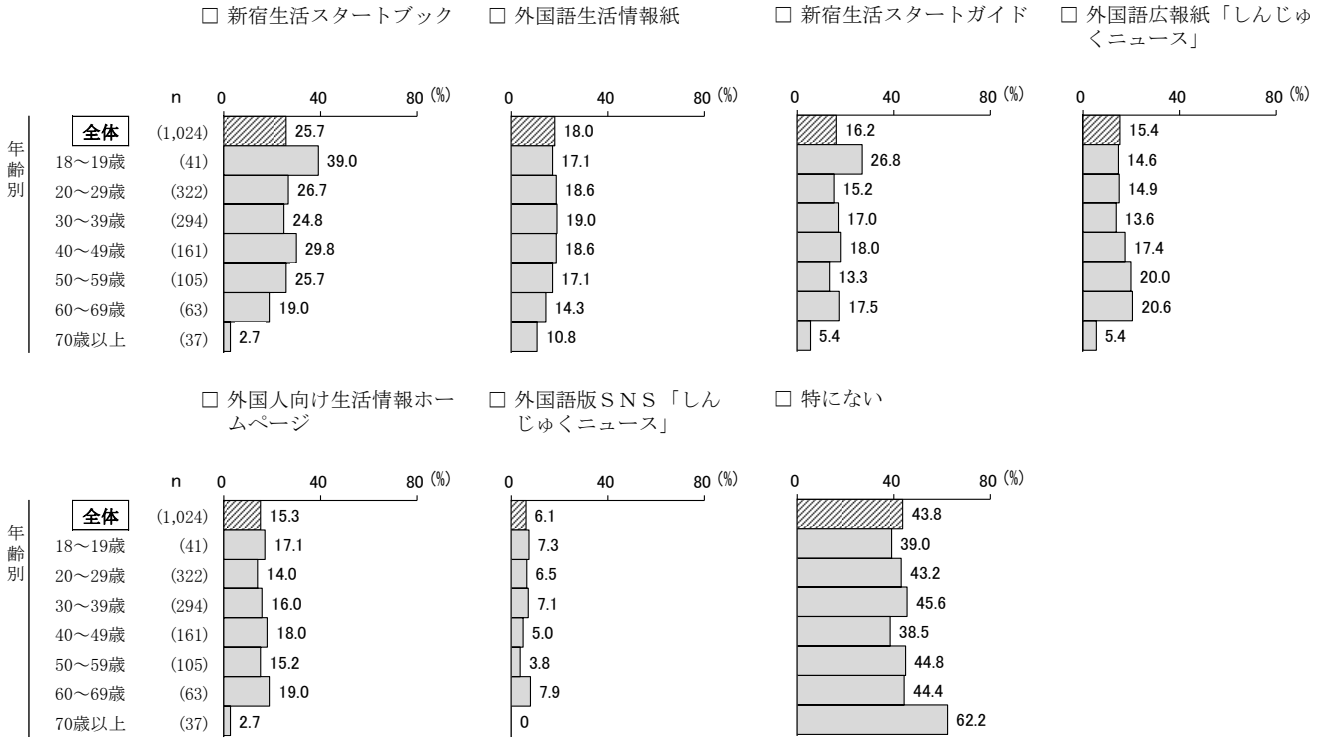 □ 新宿生活スタートブック
□ 外国語生活情報紙
□ 新宿生活スタートガイド
□ 外国語広報紙「しんじゅ
くニュース」
n 0 40 80 (%)
0 40 80 (%)
0 40 80 (%)
0 40 80 (%)
年齢別
全体 (1,024) 25.7 18.0 16.2 15.4
18～19歳 (41) 39.0 17.1 26.8 14.6
20～29歳 (322) 26.7 18.6 15.2 14.9
30～39歳 (294) 24.8 19.0 17.0 13.6
40～49歳 (161) 29.8 18.6 18.0 17.4
50～59歳 (105) 25.7 17.1 13.3 20.0
60～69歳 (63) 19.0 14.3 17.5 20.6
70歳以上 (37) 2.7 10.8 5.4 5.4
□ 外国人向け生活情報ホー
ムページ
□ 外国語版ＳＮＳ「しん
じゅくニュース」
□ 特にない
n 0 40 80 (%)
0 40 80 (%)
0 40 80 (%)
年齢別
全体 (1,024) 15.3 6.1 43.8
18～19歳 (41) 17.1 7.3 39.0
20～29歳 (322) 14.0 6.5 43.2
30～39歳 (294) 16.0 7.1 45.6
40～49歳 (161) 18.0 5.0 38.5
50～59歳 (105) 15.2 3.8 44.8
60～69歳 (63) 19.0 7.9 44.4
70歳以上 (37) 2.7 0 62.2